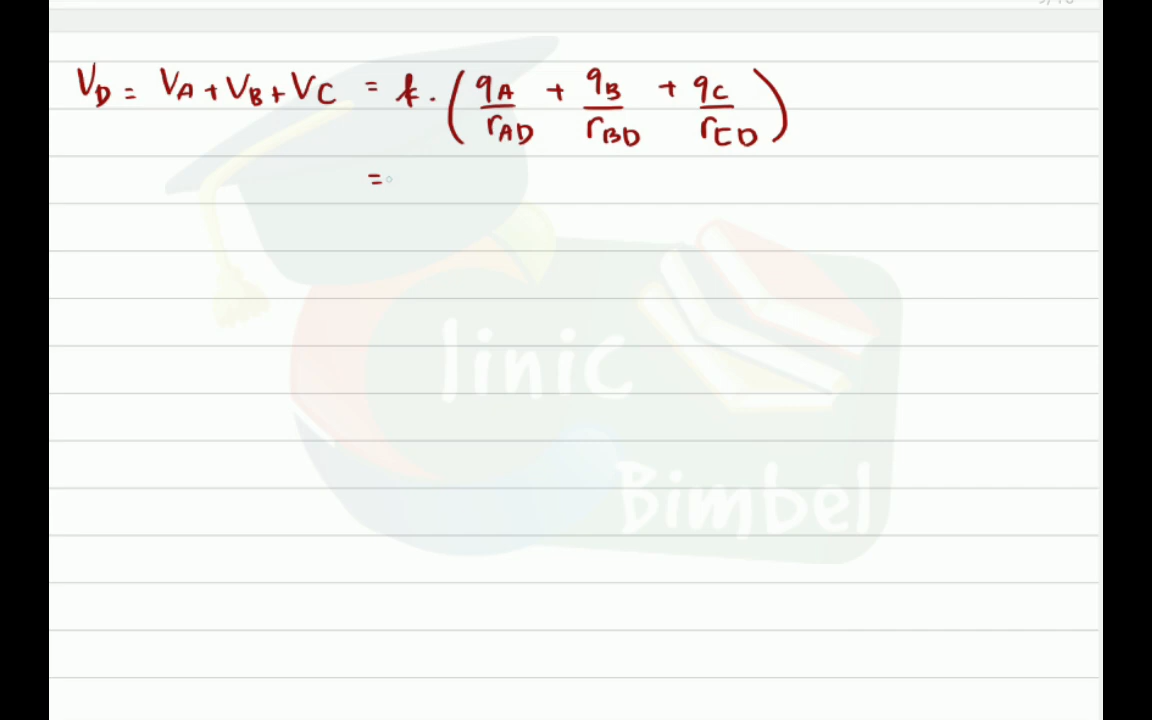 V_D = V_A + V_B + V_C = k . ( q_A/r_AD + q_B/r_BD + q_C/r_CD )
=
Jinic
Bimbel